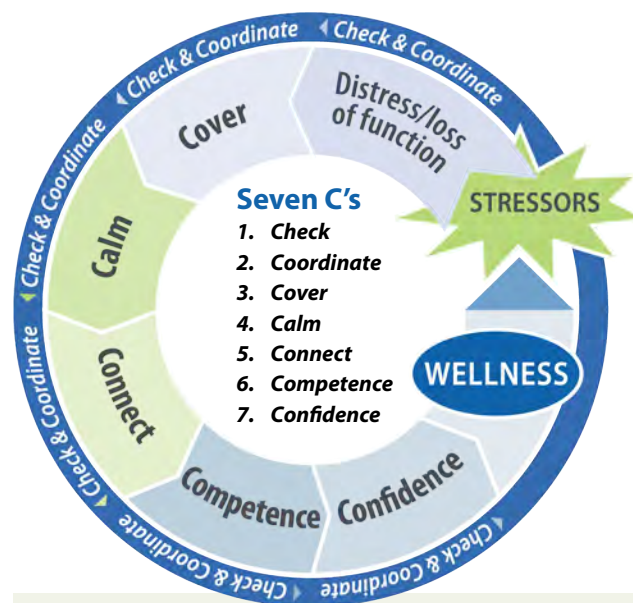 Check & Coordinate
Check & Coordinate
Check & Coordinate
Check & Coordinate
Check & Coordinate
Check & Coordinate
Check & Coordinate
Check & Coordinate
Distress/loss
of function
STRESSORS
Cover
Calm
Connect
Competence
Confidence
WELLNESS
Seven C's
1. Check
2. Coordinate
3. Cover
4. Calm
5. Connect
6. Competence
7. Confidence